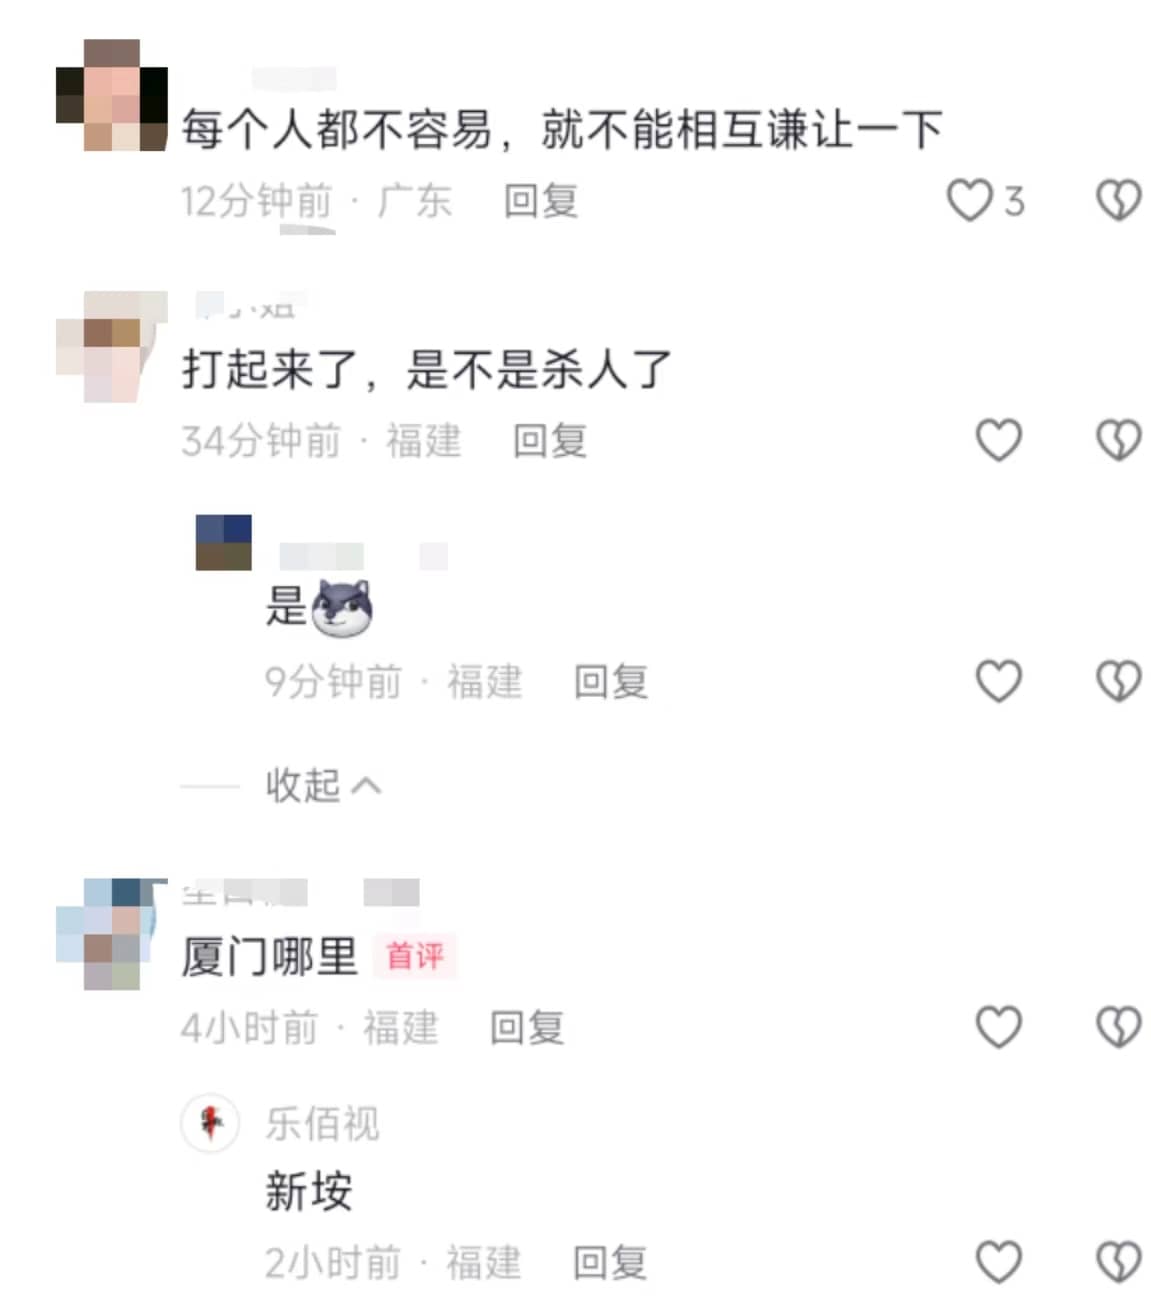 每个人都不容易，就不能相互谦让一下
12分钟前 · 广东 回复 3
打起来了，是不是杀人了
34分钟前 · 福建 回复
是
9分钟前 · 福建 回复
收起
厦门哪里 首评
4小时前 · 福建 回复
乐佰视
新垵
2小时前 · 福建 回复